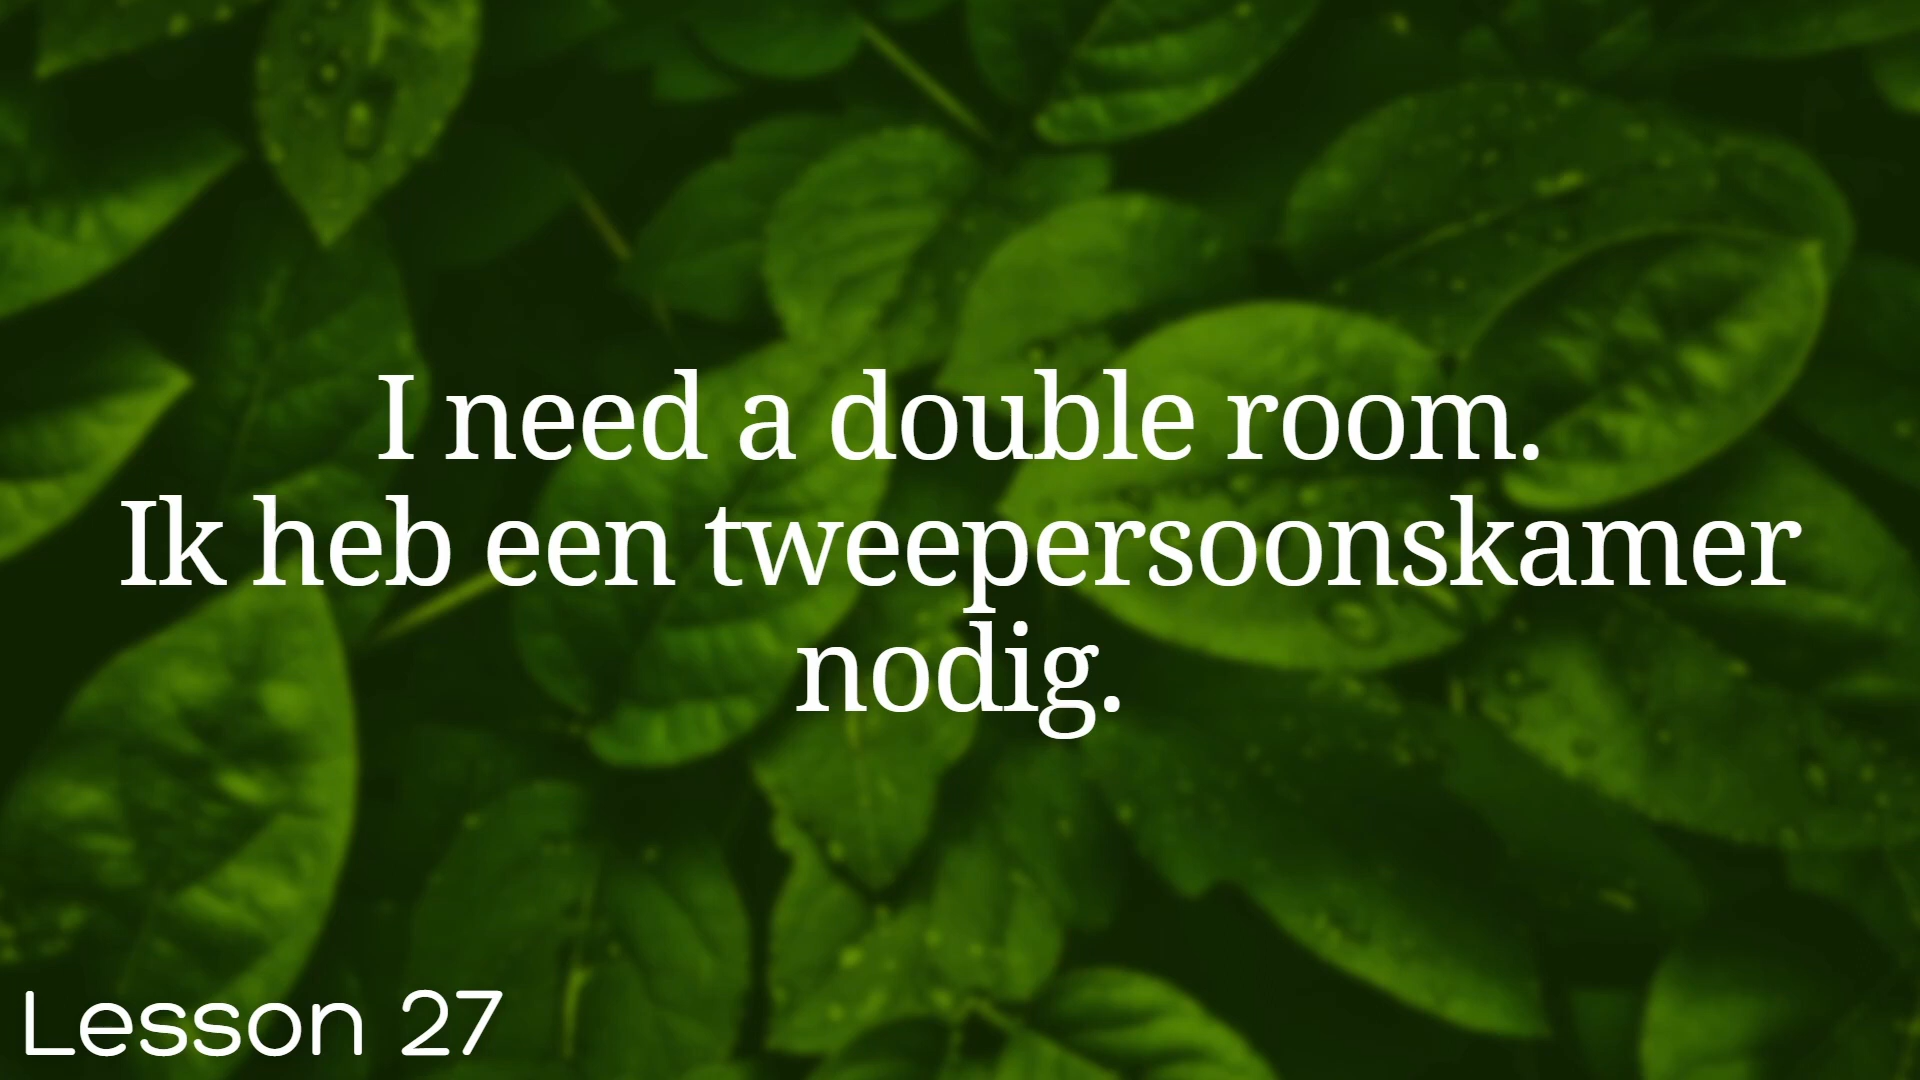 I need a double room.
Ik heb een tweepersoonskamer
nodig.
Lesson 27